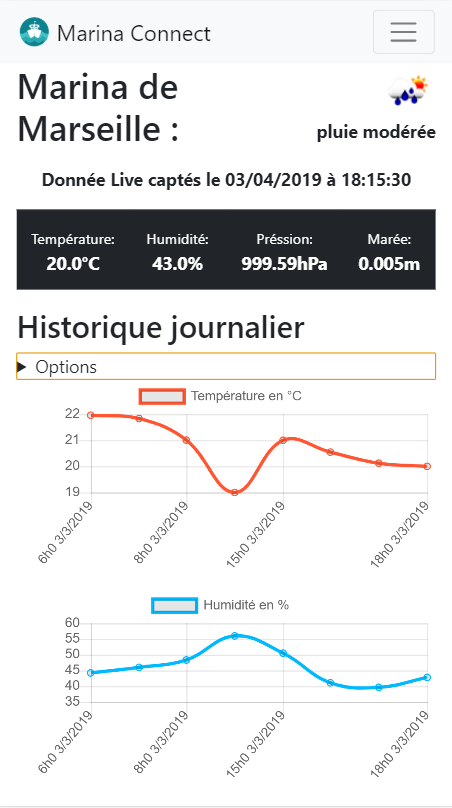 Marina Connect
Marina de
Marseille :
pluie modérée
Donnée Live captés le 03/04/2019 à 18:15:30
Température: Humidité: Préssion: Marée:
20.0°C 43.0% 999.59hPa 0.005m
Historique journalier
Options
Température en °C
22
21
20
19
6h0 3/3/2019 8h0 3/3/2019 15h0 3/3/2019 18h0 3/3/2019
Humidité en %
60
55
50
45
40
35
6h0 3/3/2019 8h0 3/3/2019 15h0 3/3/2019 18h0 3/3/2019